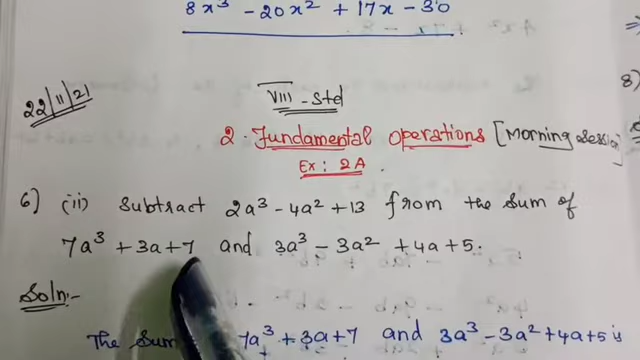 8x³ - 20x² + 17x - 30
22/11/21
VIII - Std
2. Fundamental Operations [Morning session]
Ex: 2A.
8)
6) (ii) Subtract 2a³ - 4a² + 13 from the sum of
7a³ + 3a + 7 and 3a³ - 3a² + 4a + 5.
Soln:-
The Sum 7a³ + 3a + 7 and 3a³ - 3a² + 4a + 5 is